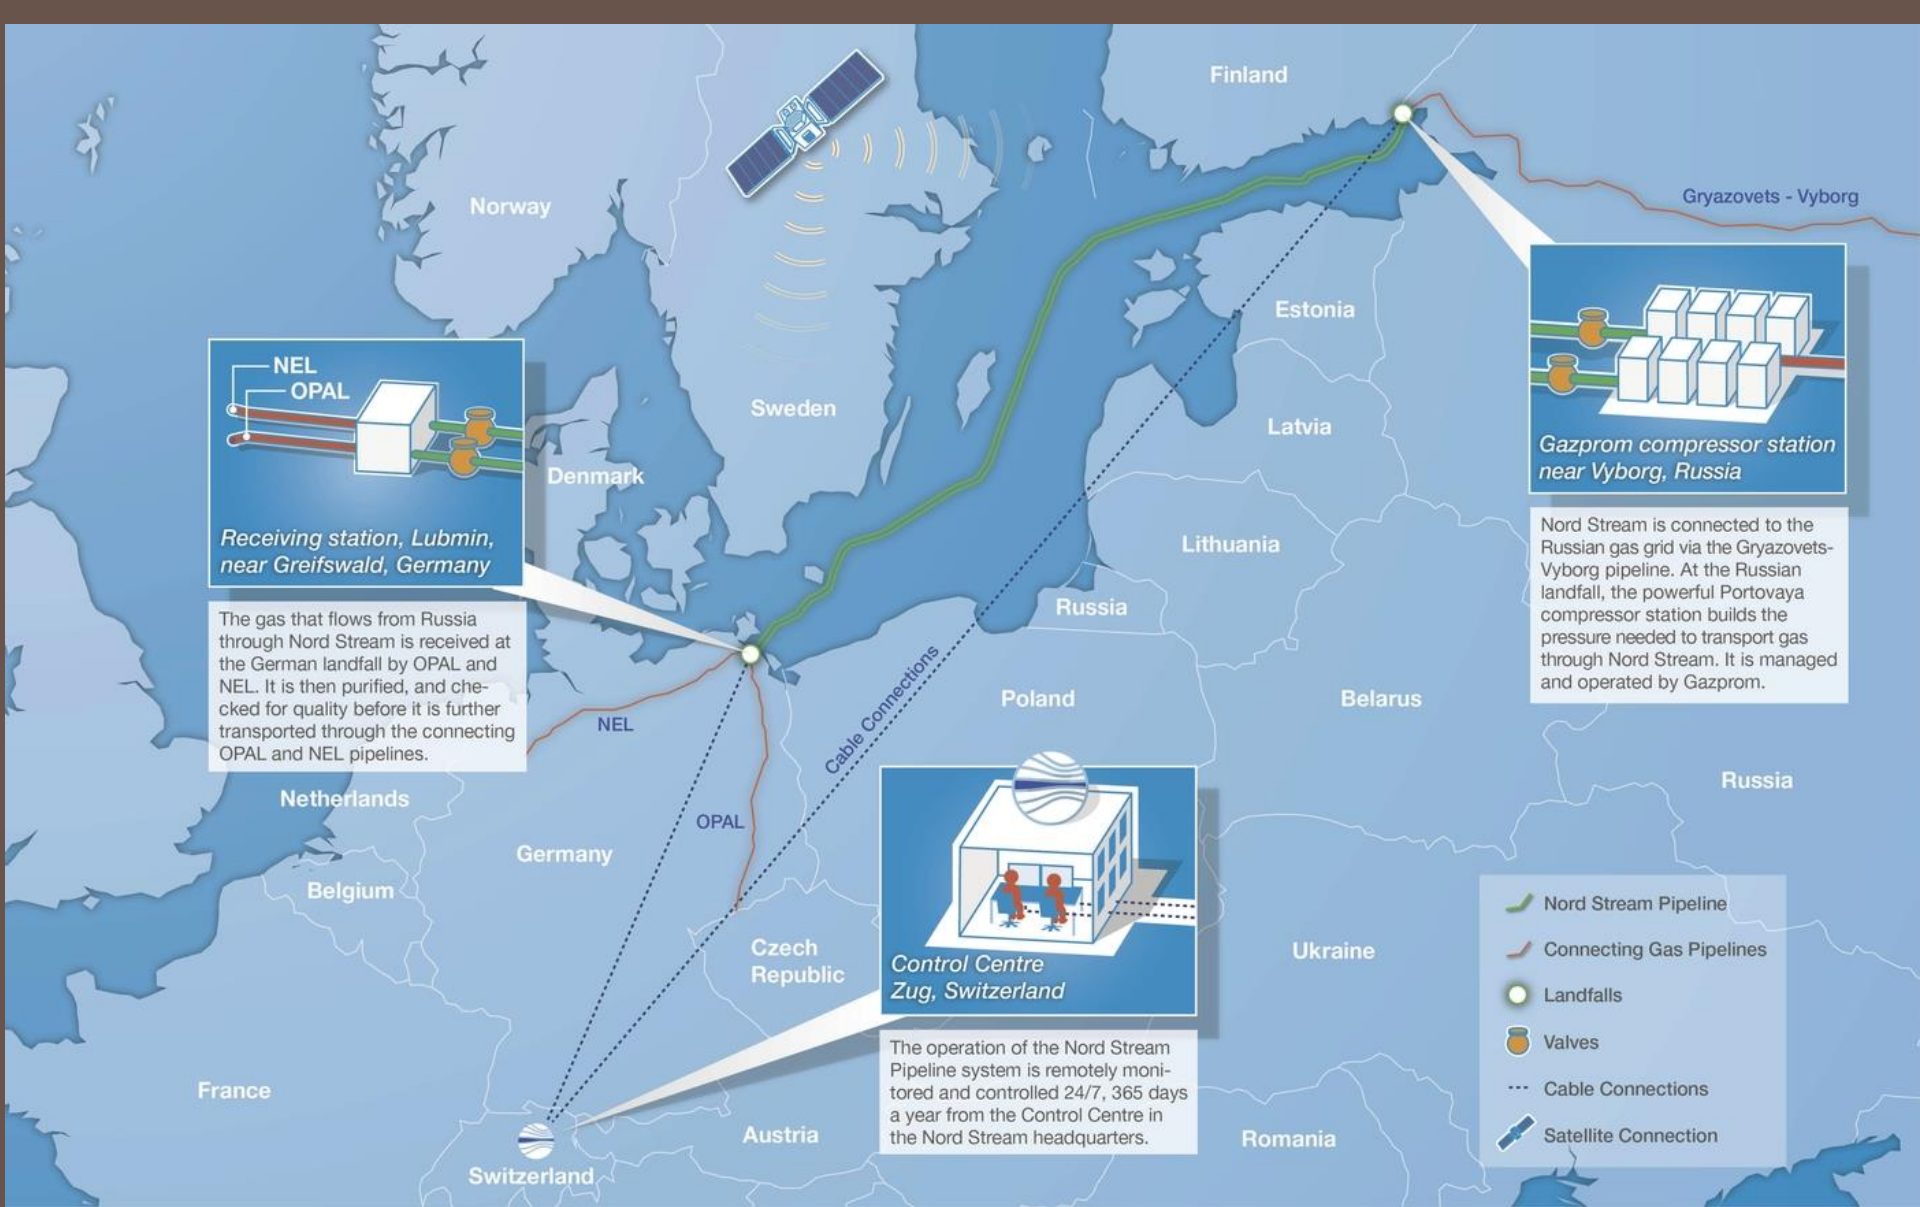 Finland
Norway
Gryazovets - Vyborg
Estonia
Sweden
Latvia
Denmark
Lithuania
Russia
NEL
OPAL
Receiving station, Lubmin,
near Greifswald, Germany
The gas that flows from Russia
through Nord Stream is received at
the German landfall by OPAL and
NEL. It is then purified, and che-
cked for quality before it is further
transported through the connecting
OPAL and NEL pipelines.
Gazprom compressor station
near Vyborg, Russia
Nord Stream is connected to the
Russian gas grid via the Gryazovets-
Vyborg pipeline. At the Russian
landfall, the powerful Portovaya
compressor station builds the
pressure needed to transport gas
through Nord Stream. It is managed
and operated by Gazprom.
Cable Connections
Poland
Belarus
NEL
Russia
Netherlands
OPAL
Germany
Belgium
Czech
Republic
Ukraine
Control Centre
Zug, Switzerland
The operation of the Nord Stream
Pipeline system is remotely moni-
tored and controlled 24/7, 365 days
a year from the Control Centre in
the Nord Stream headquarters.
France
Austria
Romania
Switzerland
Nord Stream Pipeline
Connecting Gas Pipelines
Landfalls
Valves
Cable Connections
Satellite Connection